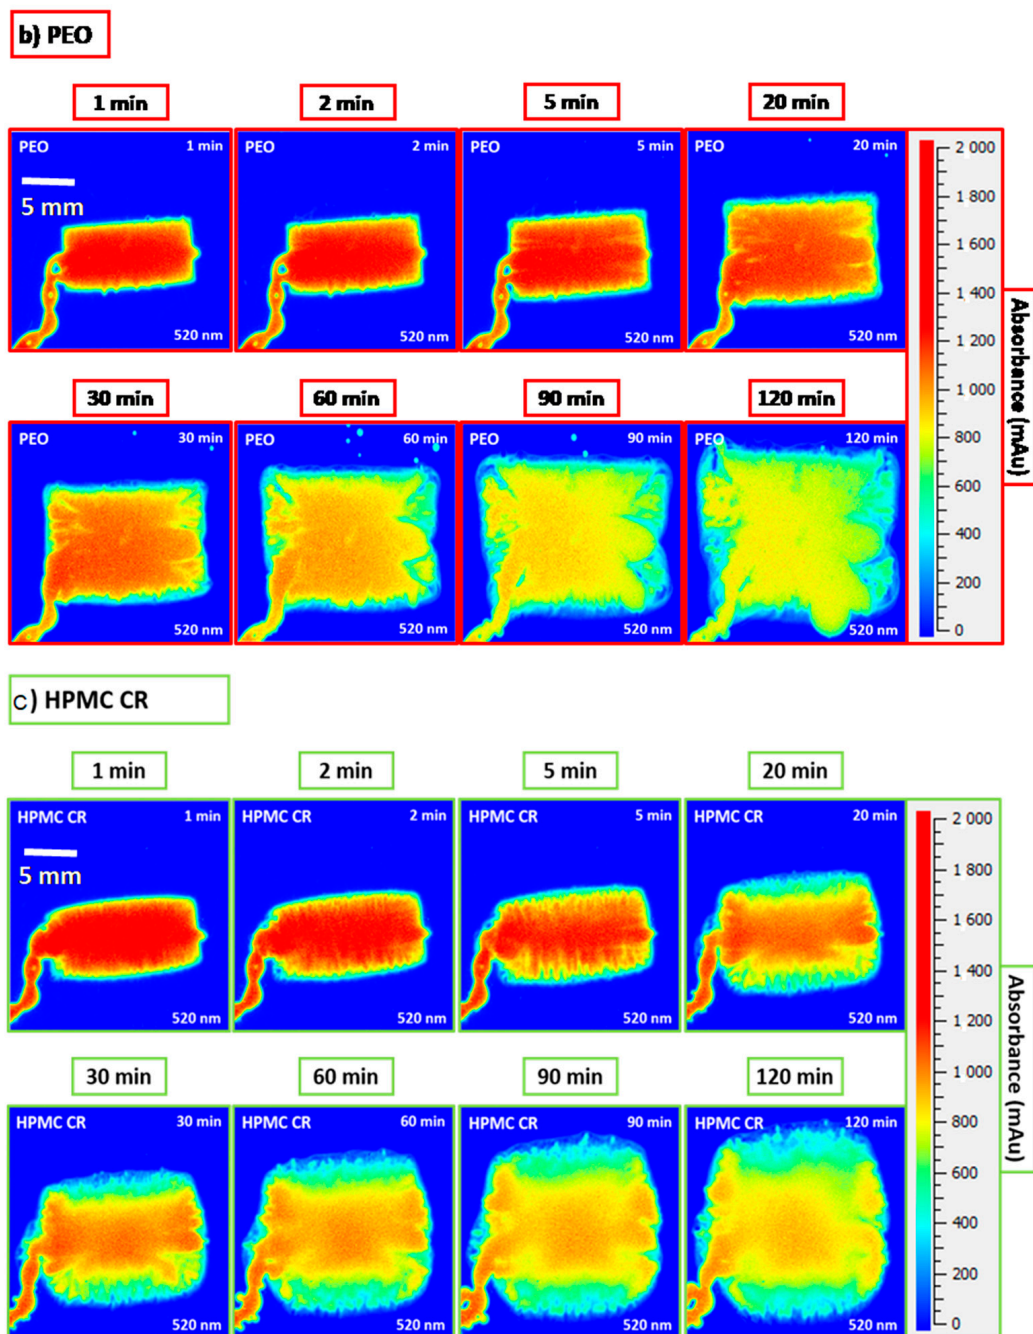 b) PEO
1 min
2 min
5 min
20 min
PEO 1 min
5 mm
520 nm
PEO 2 min
520 nm
PEO 5 min
520 nm
PEO 20 min
520 nm
2 000
1 800
1 600
1 400
1 200
1 000
800
600
400
200
0
Absorbance (mAu)
30 min
60 min
90 min
120 min
PEO 30 min
520 nm
PEO 60 min
520 nm
PEO 90 min
520 nm
PEO 120 min
520 nm
c) HPMC CR
1 min
2 min
5 min
20 min
HPMC CR 1 min
5 mm
520 nm
HPMC CR 2 min
520 nm
HPMC CR 5 min
520 nm
HPMC CR 20 min
520 nm
2 000
1 800
1 600
1 400
1 200
1 000
800
600
400
200
0
Absorbance (mAu)
30 min
60 min
90 min
120 min
HPMC CR 30 min
520 nm
HPMC CR 60 min
520 nm
HPMC CR 90 min
520 nm
HPMC CR 120 min
520 nm